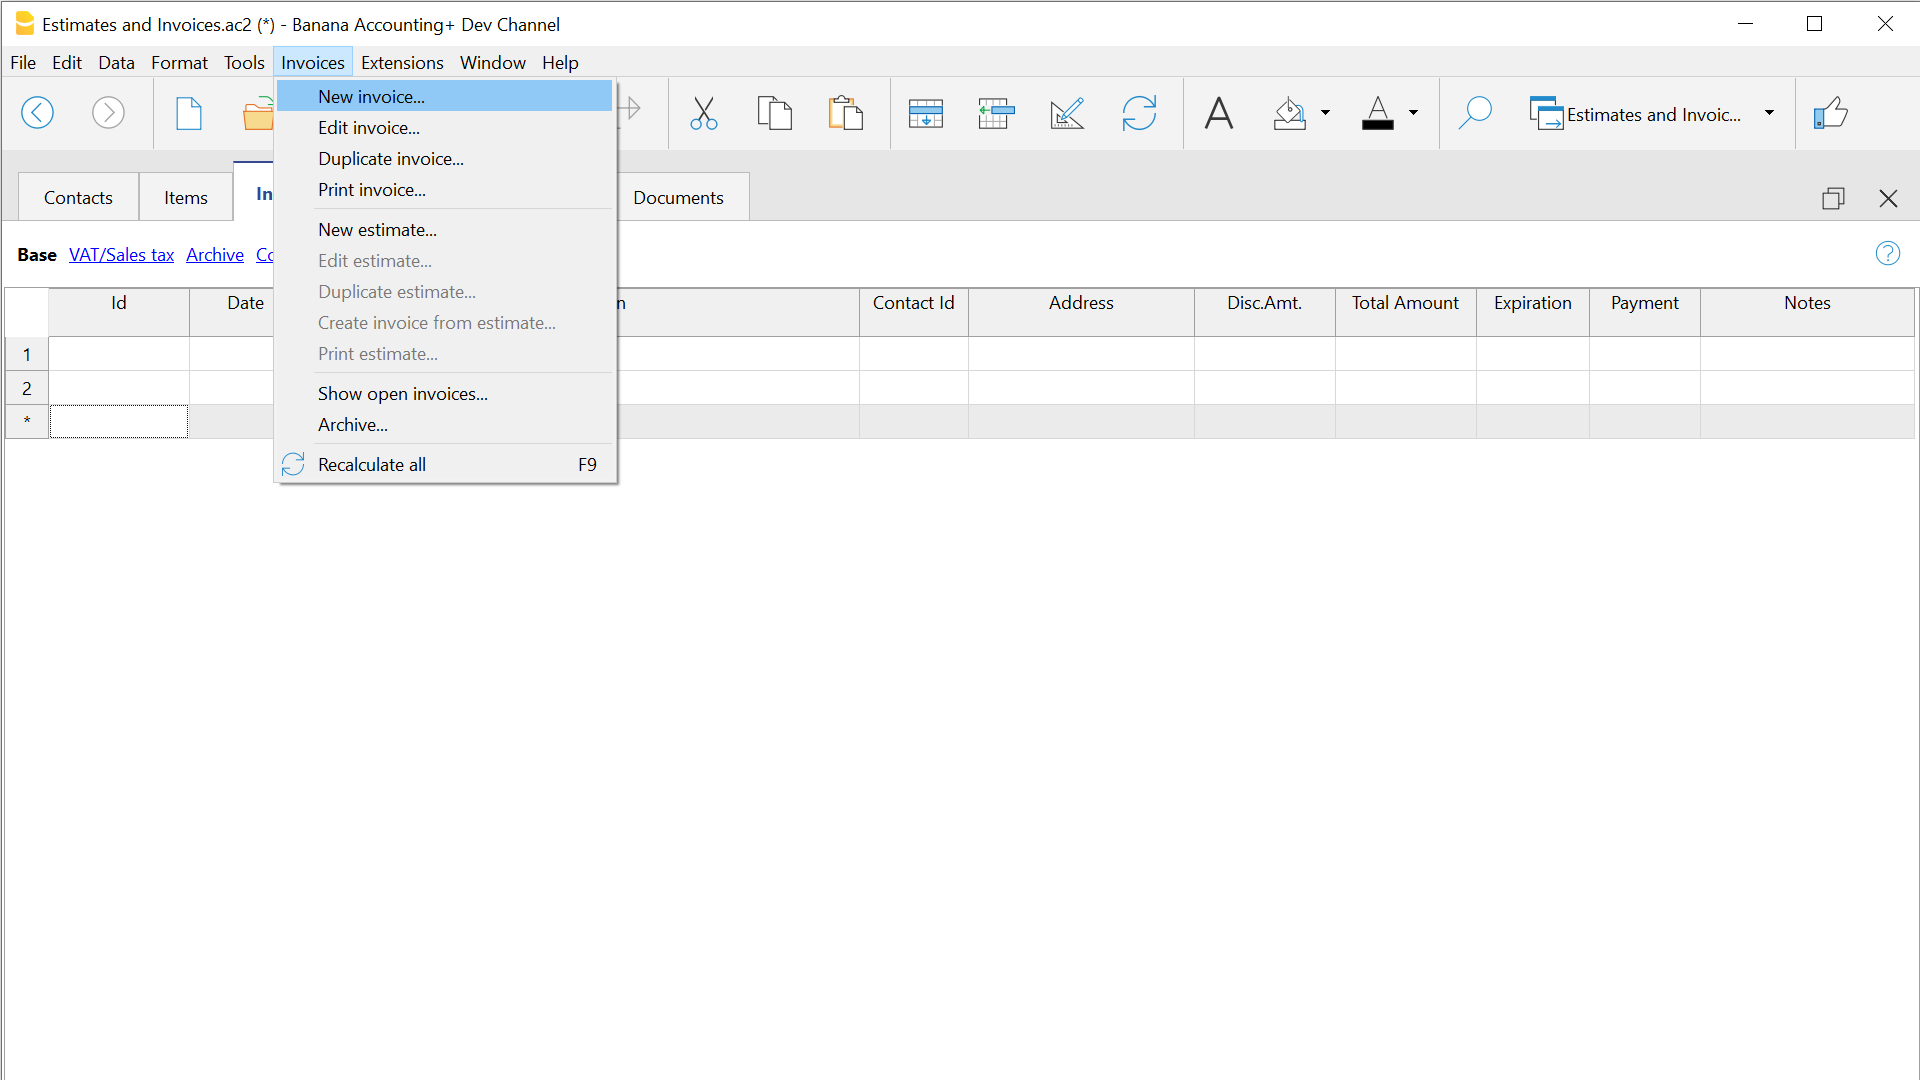 Estimates and Invoices.ac2 (*) - Banana Accounting+ Dev Channel
File Edit Data Format Tools Invoices Extensions Window Help
New invoice...
Edit invoice...
Duplicate invoice...
Print invoice...
New estimate...
Edit estimate...
Duplicate estimate...
Create invoice from estimate...
Print estimate...
Show open invoices...
Archive...
Recalculate all F9
Estimates and Invoic...
Contacts Items In Documents
Base VAT/Sales tax Archive Co
Id Date n Contact Id Address Disc.Amt. Total Amount Expiration Payment Notes
1
2
*